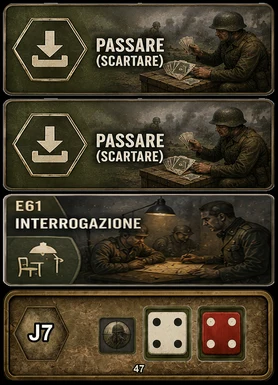 PASSARE
(SCARTARE)
PASSARE
(SCARTARE)
E61
INTERROGAZIONE
J7
47